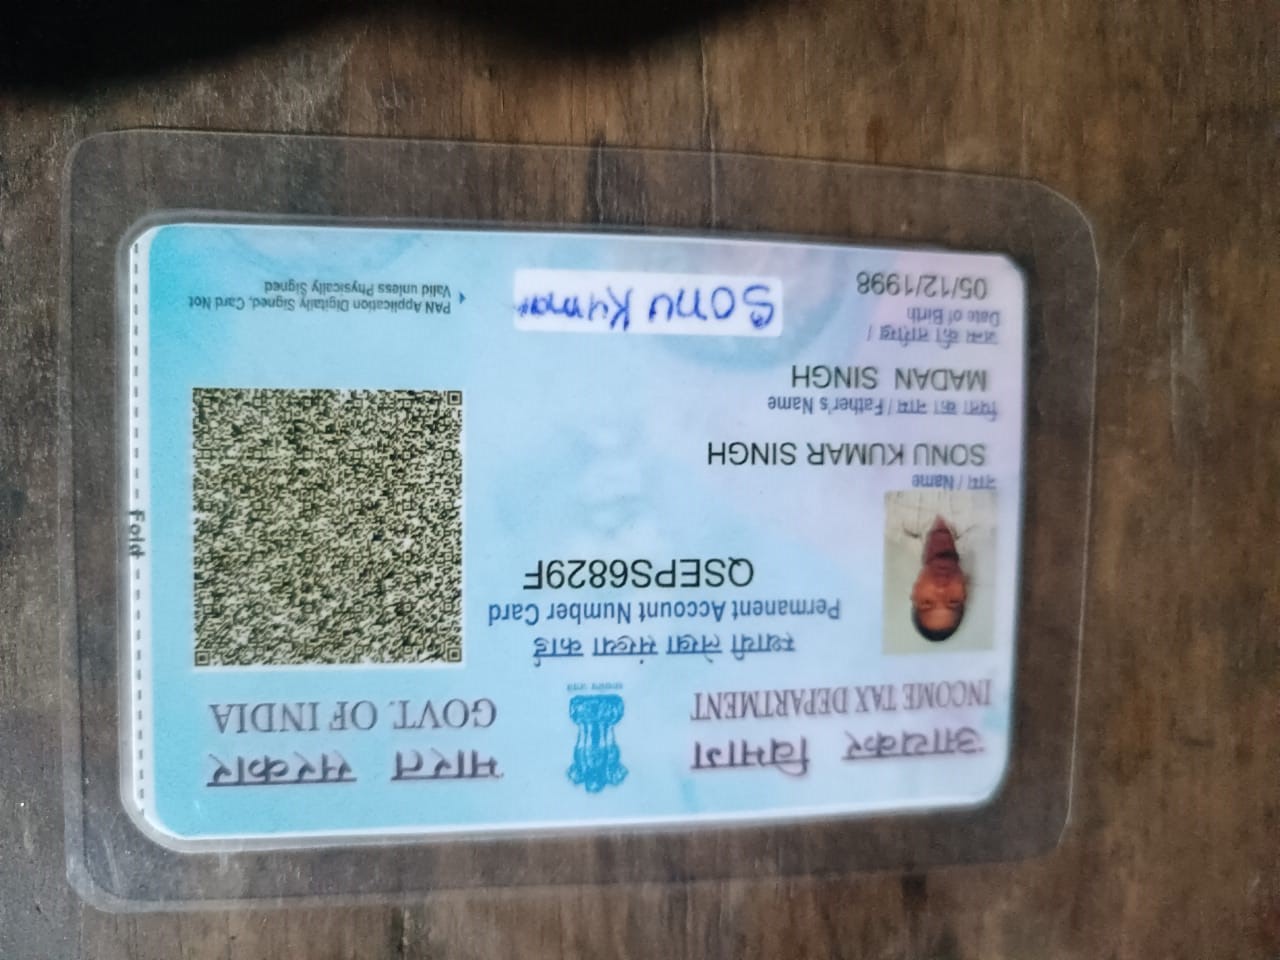 आयकर विभाग
INCOME TAX DEPARTMENT
भारत सरकार
GOVT. OF INDIA
स्थायी लेखा संख्या कार्ड
Permanent Account Number Card
QSEPS6829F
नाम / Name
SONU KUMAR SINGH
पिता का नाम / Father's Name
MADAN SINGH
जन्म की तारीख /
Date of Birth
05/12/1998
Sonu Kumar
PAN Application Digitally Signed, Card Not
Valid unless Physically Signed
Fold